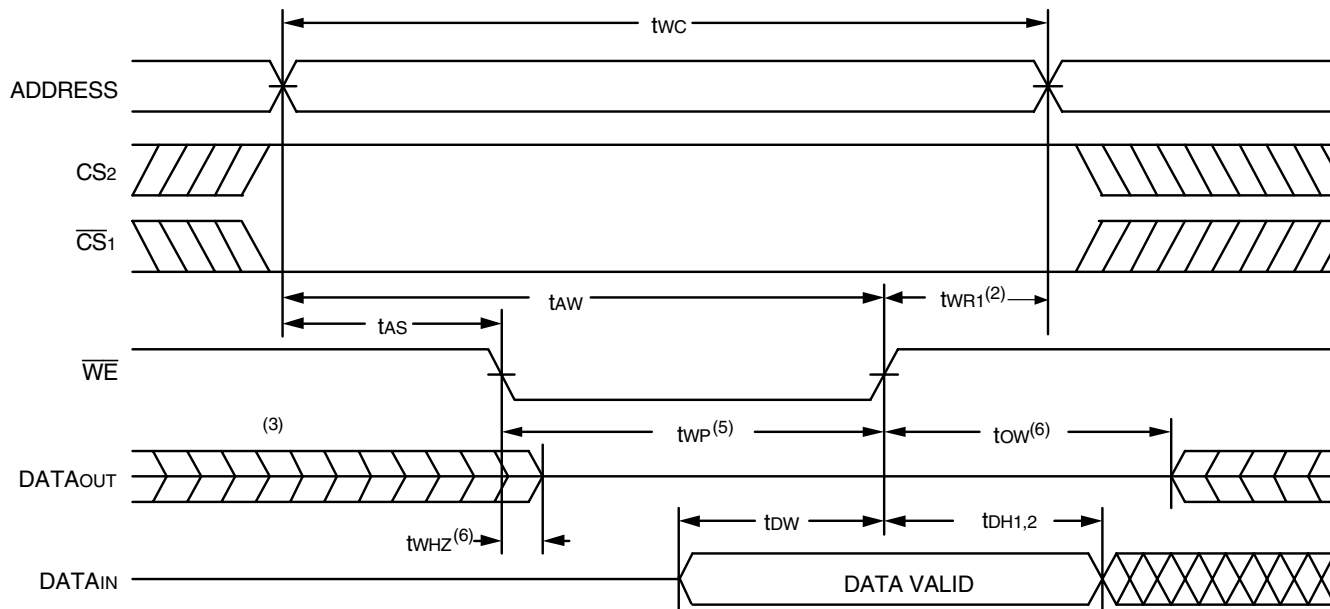 tWC
ADDRESS
CS2
CS1
tAW
tWR1(2)
tAS
WE
(3)
tWP(5)
tOW(6)
DATAOUT
tDW
tDH1,2
tWHZ(6)
DATAIN
DATA VALID